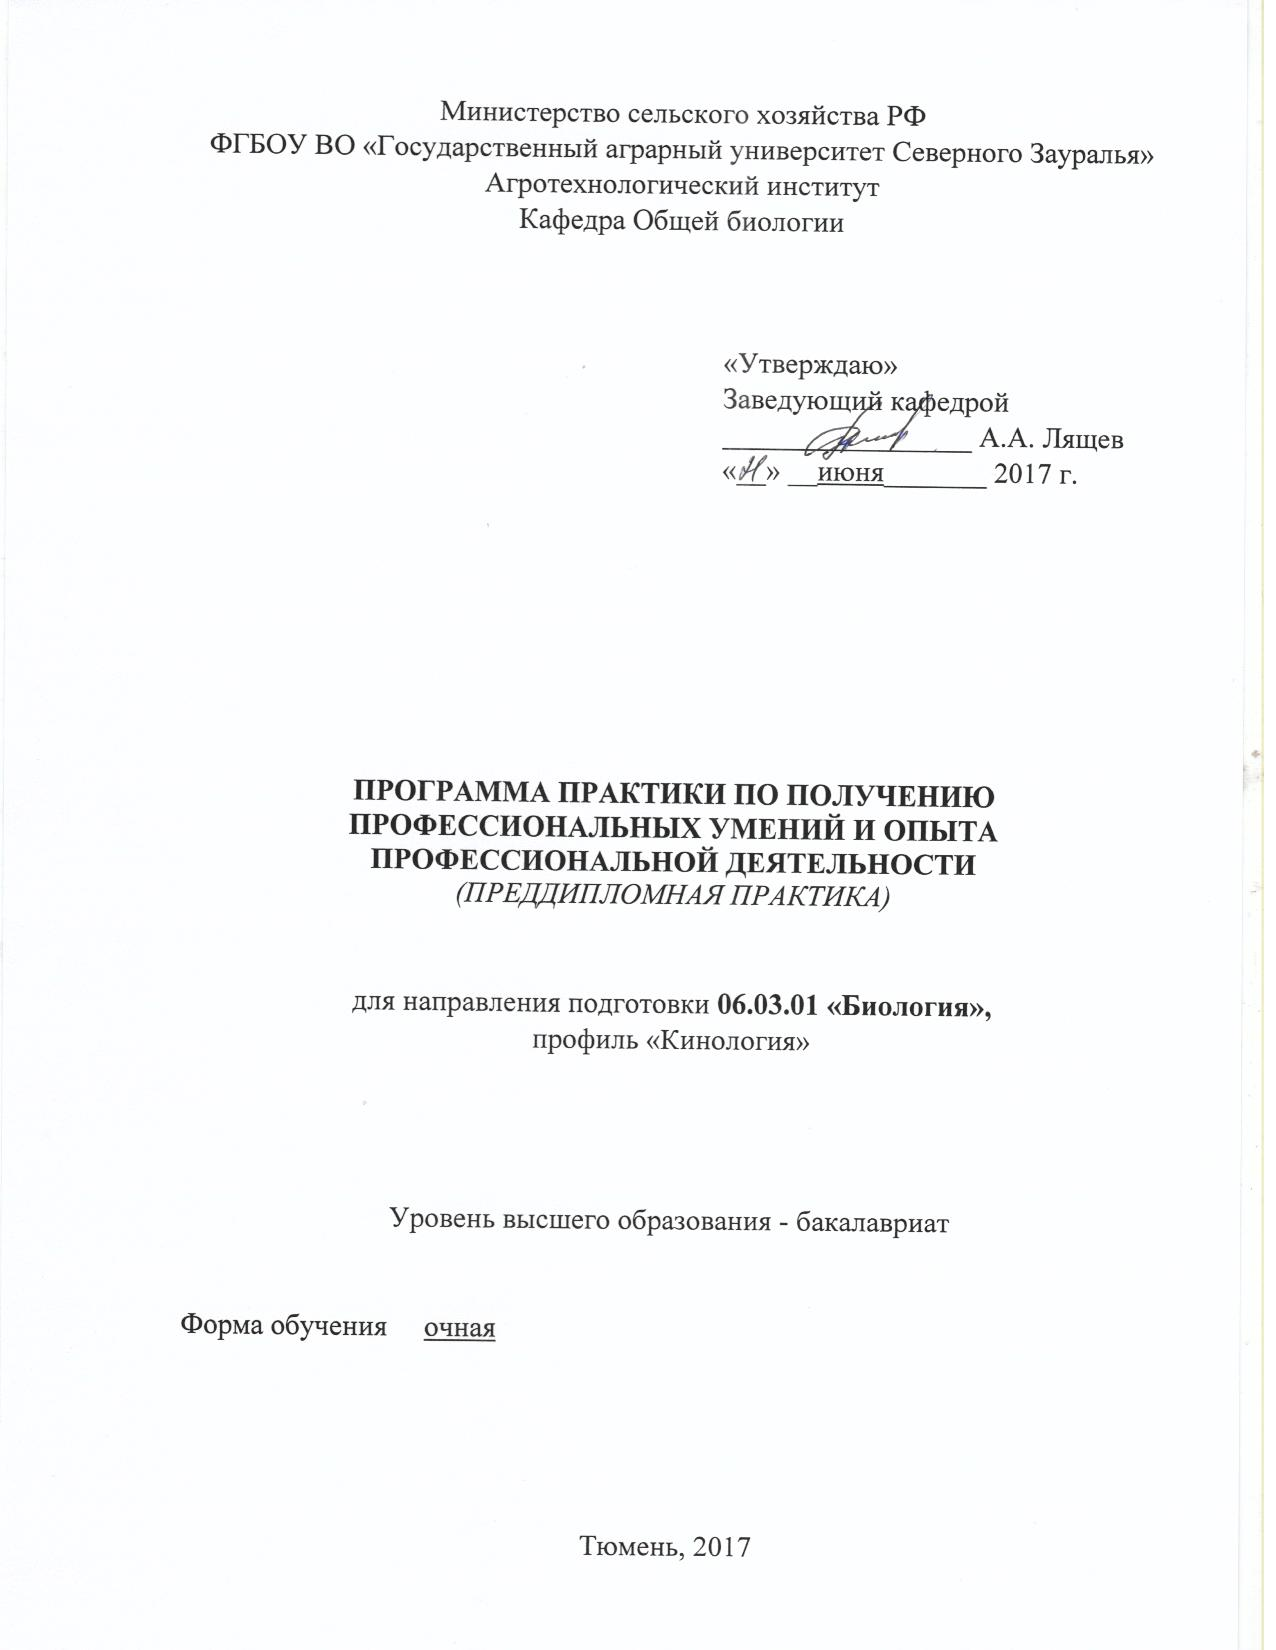 Министерство сельского хозяйства РФ
ФГБОУ ВО «Государственный аграрный университет Северного Зауралья»
Агротехнологический институт
Кафедра Общей биологии
«Утверждаю»
Заведующий кафедрой
А.А. Лящев
«» июня 2017 г.
ПРОГРАММА ПРАКТИКИ ПО ПОЛУЧЕНИЮ
ПРОФЕССИОНАЛЬНЫХ УМЕНИЙ И ОПЫТА
ПРОФЕССИОНАЛЬНОЙ ДЕЯТЕЛЬНОСТИ
(ПРЕДДИПЛОМНАЯ ПРАКТИКА)
для направления подготовки 06.03.01 «Биология»,
профиль «Кинология»
Уровень высшего образования - бакалавриат
Форма обучения очная
Тюмень, 2017